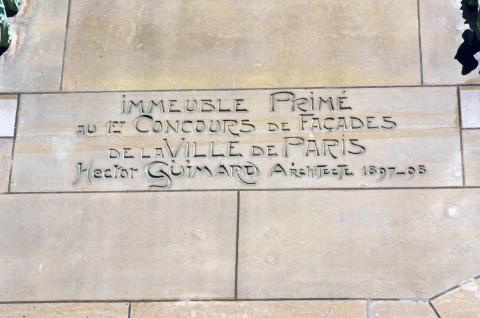 IMMEUBLE PRIMÉ
AU 1ER CONCOURS DE FAÇADES
DE LA VILLE DE PARIS
Hector GUIMARD ARCHITECTE 1897-98